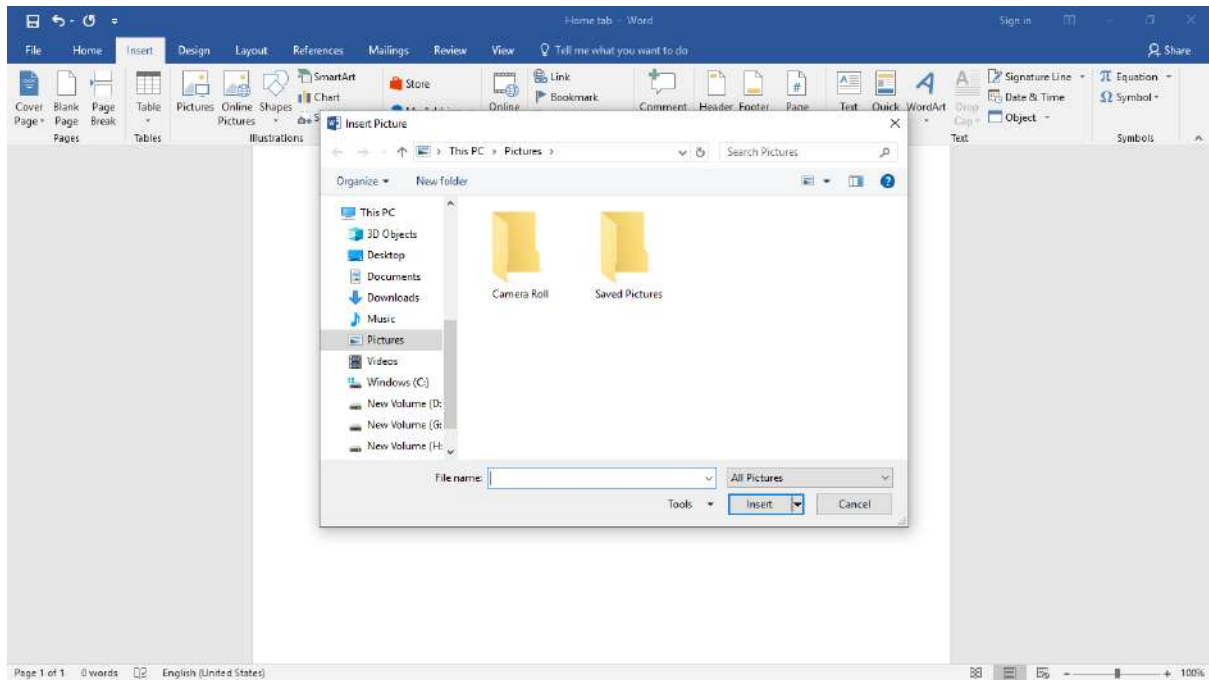 Home tab - Word
Sign in
File Home Insert Design Layout References Mailings Review View Tell me what you want to do Share
Cover Page Blank Page Page Break
Pages
Table
Tables
Pictures Online Pictures Shapes SmartArt Chart
Illustrations
Store
Online
Link
Bookmark
Comment Header Footer Page
Text Quick WordArt Drop Cap
Signature Line
Date & Time
Object
Text
Equation
Symbol
Symbols
Insert Picture
This PC > Pictures >
Search Pictures
Organize New folder
This PC
3D Objects
Desktop
Documents
Downloads
Music
Pictures
Videos
Windows (C:)
New Volume (D:
New Volume (G:
New Volume (H:
Camera Roll Saved Pictures
File name:
All Pictures
Tools Insert Cancel
Page 1 of 1 0 words English (United States)
100%